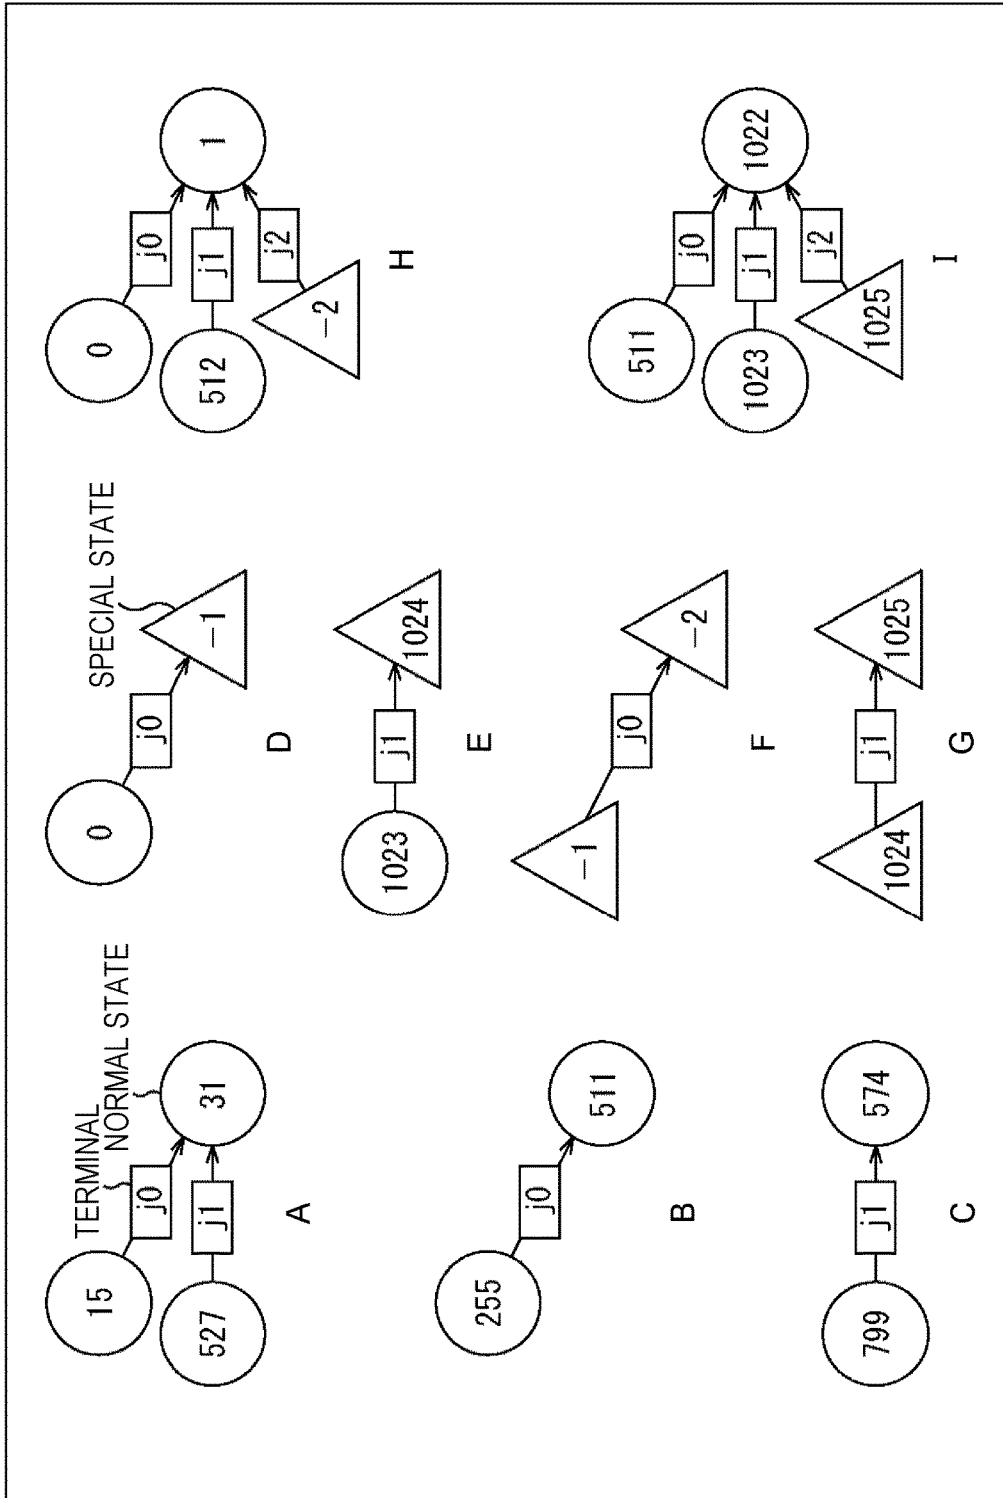 TERMINAL
NORMAL STATE
15
j0
31
527
j1
A
255
j0
511
B
799
j1
574
C
SPECIAL STATE
0
j0
−1
D
1023
j1
1024
E
−1
j0
−2
F
1024
j1
1025
G
0
j0
1
512
j1
−2
j2
H
511
j0
1022
1023
j1
1025
j2
I